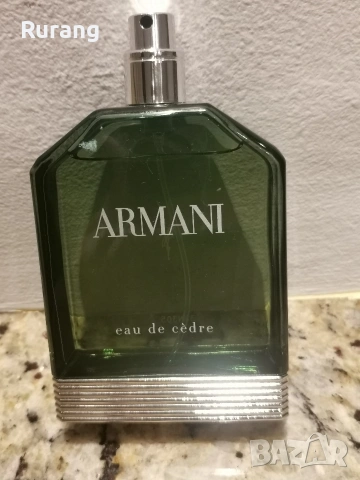 Rurang
ARMANI
eau de cèdre
BAZAR